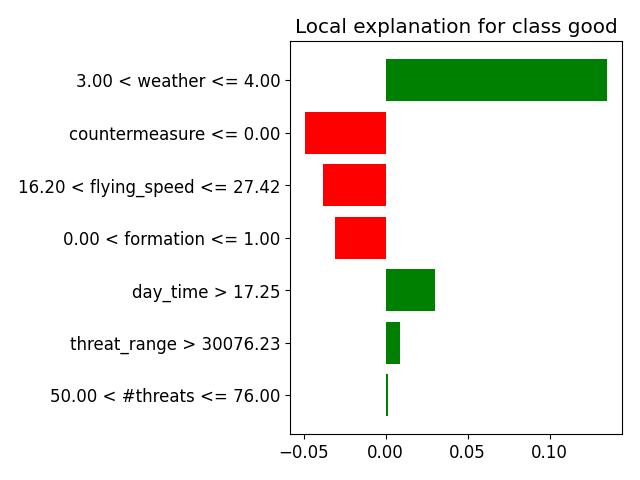 Local explanation for class good
3.00 < weather <= 4.00
countermeasure <= 0.00
16.20 < flying_speed <= 27.42
0.00 < formation <= 1.00
day_time > 17.25
threat_range > 30076.23
50.00 < #threats <= 76.00
−0.05 0.00 0.05 0.10